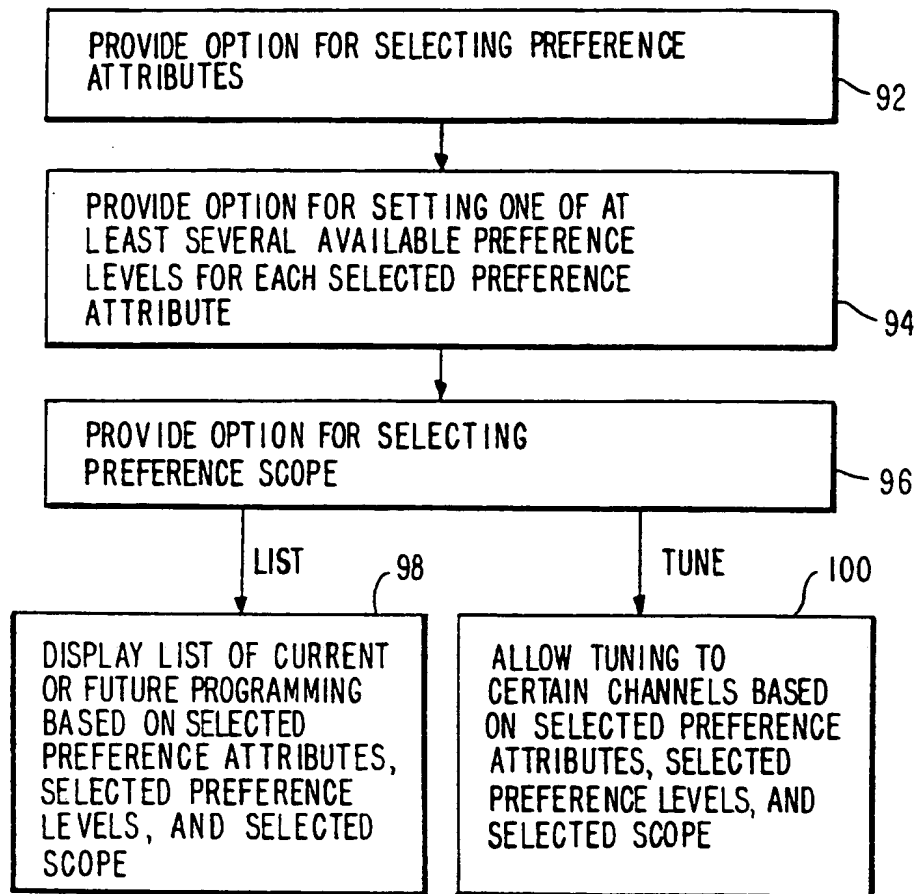 PROVIDE OPTION FOR SELECTING PREFERENCE
ATTRIBUTES
92
PROVIDE OPTION FOR SETTING ONE OF AT
LEAST SEVERAL AVAILABLE PREFERENCE
LEVELS FOR EACH SELECTED PREFERENCE
ATTRIBUTE
94
PROVIDE OPTION FOR SELECTING
PREFERENCE SCOPE
96
LIST
98
TUNE
100
DISPLAY LIST OF CURRENT
OR FUTURE PROGRAMMING
BASED ON SELECTED
PREFERENCE ATTRIBUTES,
SELECTED PREFERENCE
LEVELS, AND SELECTED
SCOPE
ALLOW TUNING TO
CERTAIN CHANNELS BASED
ON SELECTED PREFERENCE
ATTRIBUTES, SELECTED
PREFERENCE LEVELS, AND
SELECTED SCOPE